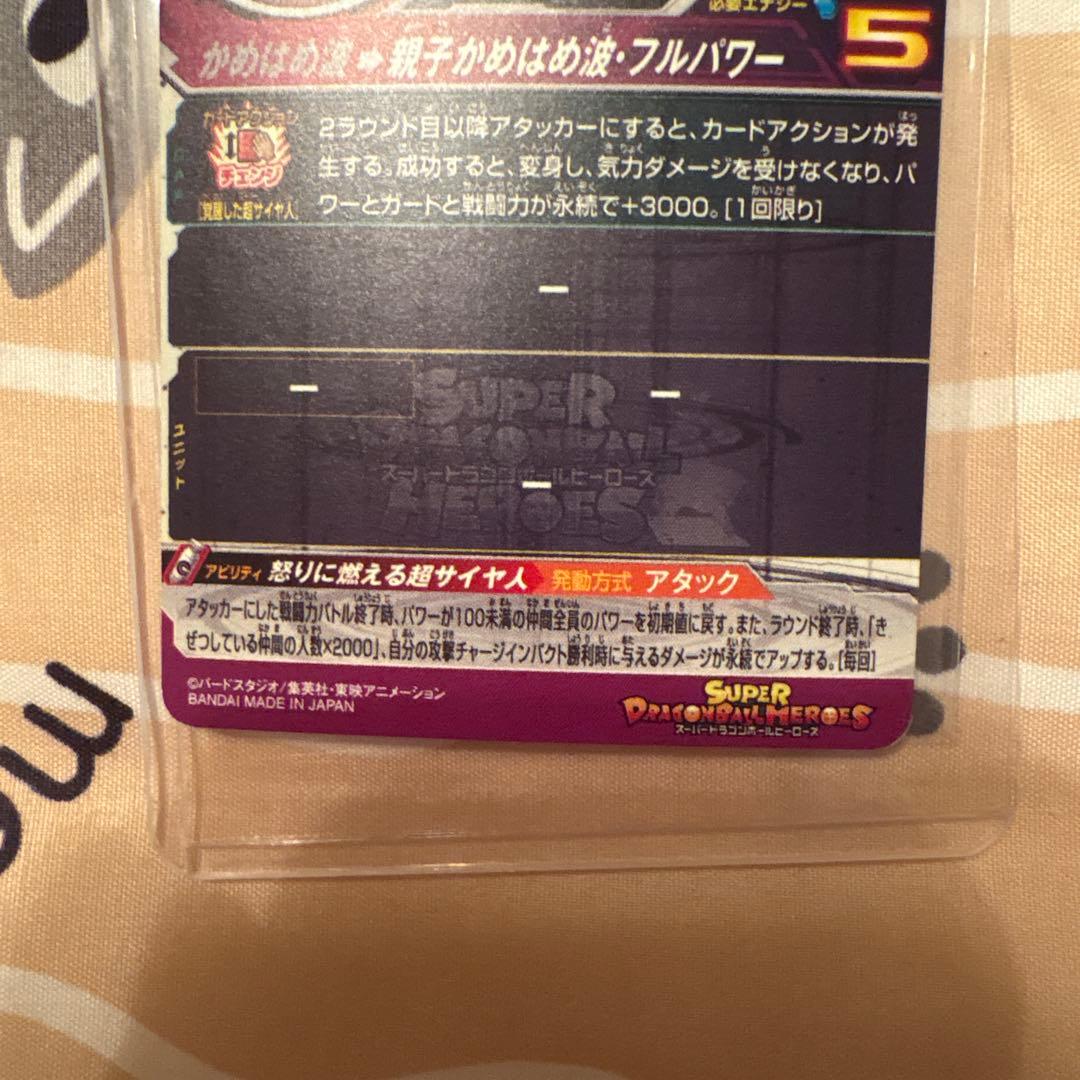 必要エナジー
5
かめはめ波➡親子かめはめ波・フルパワー
カードアクション
チェンジ
[覚醒した超サイヤ人]
2ラウンド目以降アタッカーにすると、カードアクションが発
生する。成功すると、変身し、気力ダメージを受けなくなり、パ
ワーとガードと戦闘力が永続で+3000。[1回限り]
ー
ー
ー
ユニット
SUPER
DRAGONBALL
スーパードラゴンボールヒーローズ
HEROES
ー
アビリティ 怒りに燃える超サイヤ人 発動方式 アタック
アタッカーにした戦闘力バトル終了時、パワーが100未満の仲間全員のパワーを初期値に戻す。また、ラウンド終了時、「き
ぜつしている仲間の人数×2000」、自分の攻撃チャージインパクト勝利時に与えるダメージが永続でアップする。[毎回]
©バードスタジオ/集英社・東映アニメーション
BANDAI MADE IN JAPAN
SUPER
DRAGONBALL HEROES
スーパードラゴンボールヒーローズ